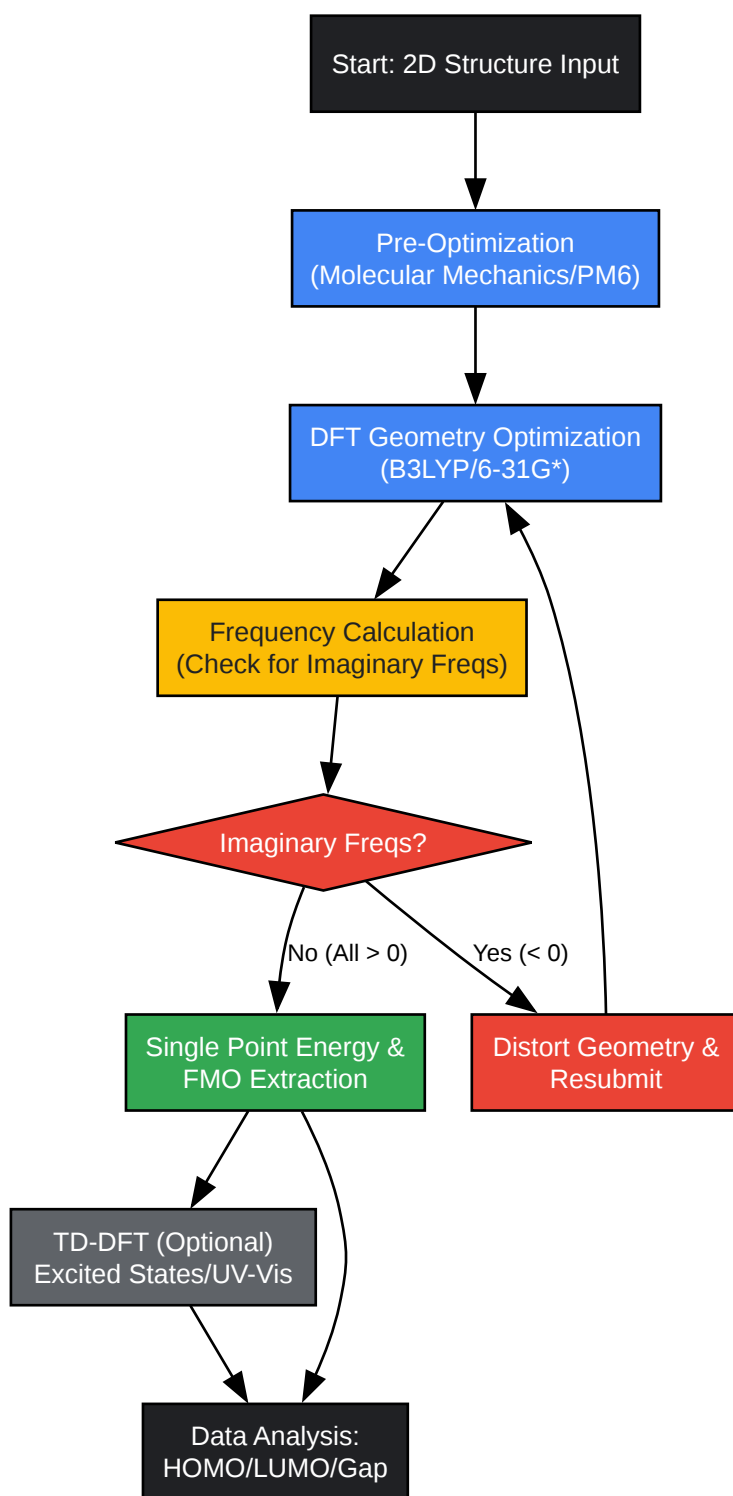 Start: 2D Structure Input
Pre-Optimization
(Molecular Mechanics/PM6)
DFT Geometry Optimization
(B3LYP/6-31G*)
Frequency Calculation
(Check for Imaginary Freqs)
Imaginary Freqs?
No (All > 0)
Yes (< 0)
Single Point Energy &
FMO Extraction
Distort Geometry &
Resubmit
TD-DFT (Optional)
Excited States/UV-Vis
Data Analysis:
HOMO/LUMO/Gap